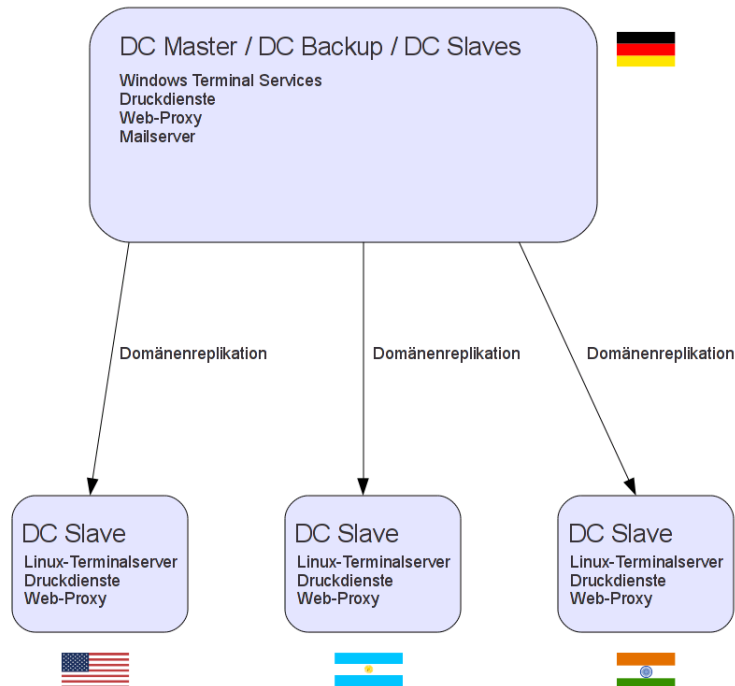 DC Master / DC Backup / DC Slaves
Windows Terminal Services
Druckdienste
Web-Proxy
Mailserver
Domänenreplikation
Domänenreplikation
Domänenreplikation
DC Slave
Linux-Terminalserver
Druckdienste
Web-Proxy
DC Slave
Linux-Terminalserver
Druckdienste
Web-Proxy
DC Slave
Linux-Terminalserver
Druckdienste
Web-Proxy